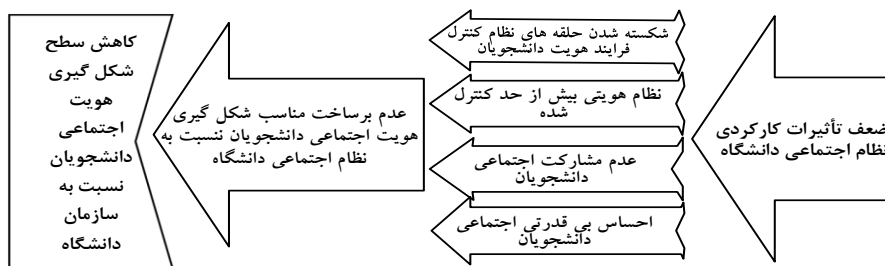 ضعف تأثیرات کارکردی
نظام اجتماعی دانشگاه
شکسته شدن حلقه های نظام کنترل
فرایند هویت دانشجویان
نظام هویتی بیش از حد کنترل
شده
عدم مشارکت اجتماعی
دانشجویان
احساس بی قدرتی اجتماعی
دانشجویان
عدم برساخت مناسب شکل گیری
هویت اجتماعی دانشجویان ننسبت به
نظام اجتماعی دانشگاه
کاهش سطح
شکل گیری
هویت
اجتماعی
دانشجویان
نسبت به
سازمان
دانشگاه